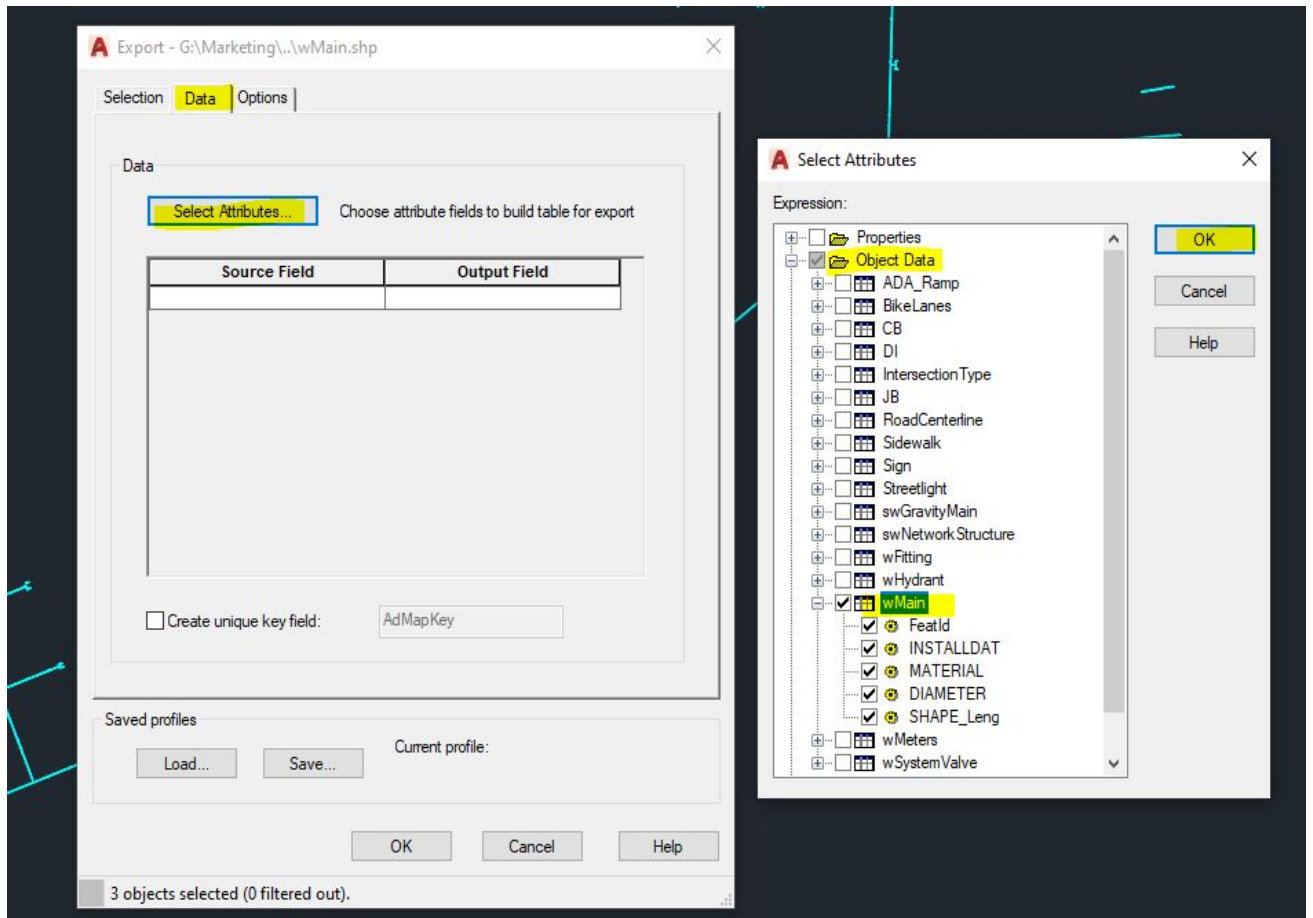 Export - G:\Marketing\..\wMain.shp
Selection Data Options
Data
Select Attributes... Choose attribute fields to build table for export
Source Field Output Field
Create unique key field: AdMapKey
Saved profiles
Load... Save... Current profile:
OK Cancel Help
3 objects selected (0 filtered out).
Select Attributes
Expression:
Properties
Object Data
ADA_Ramp
BikeLanes
CB
DI
IntersectionType
JB
RoadCenterline
Sidewalk
Sign
Streetlight
swGravityMain
swNetworkStructure
wFitting
wHydrant
wMain
FeatId
INSTALLDAT
MATERIAL
DIAMETER
SHAPE_Leng
wMeters
wSystemValve
OK
Cancel
Help